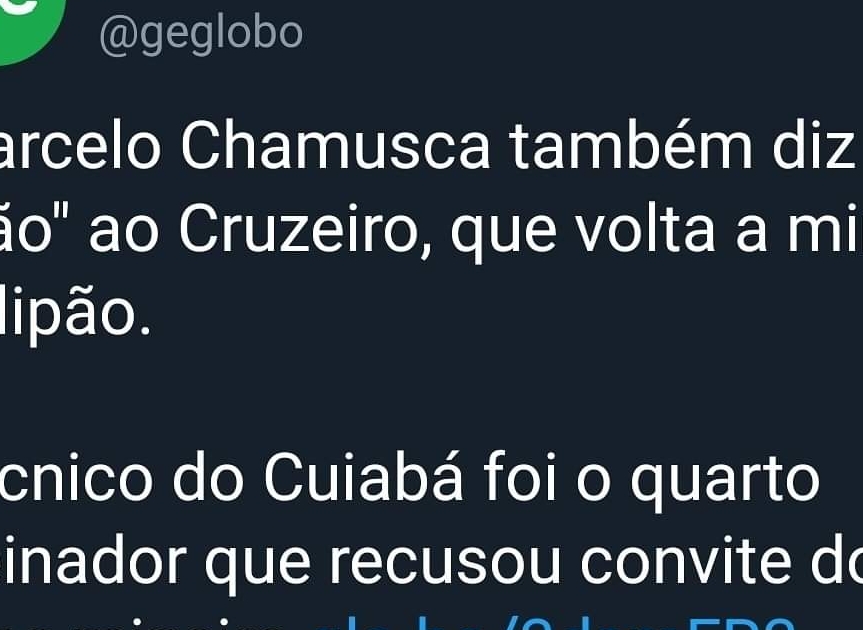 @geglobo
arcelo Chamusca também diz
ão" ao Cruzeiro, que volta a mi
lipão.
cnico do Cuiabá foi o quarto
inador que recusou convite do